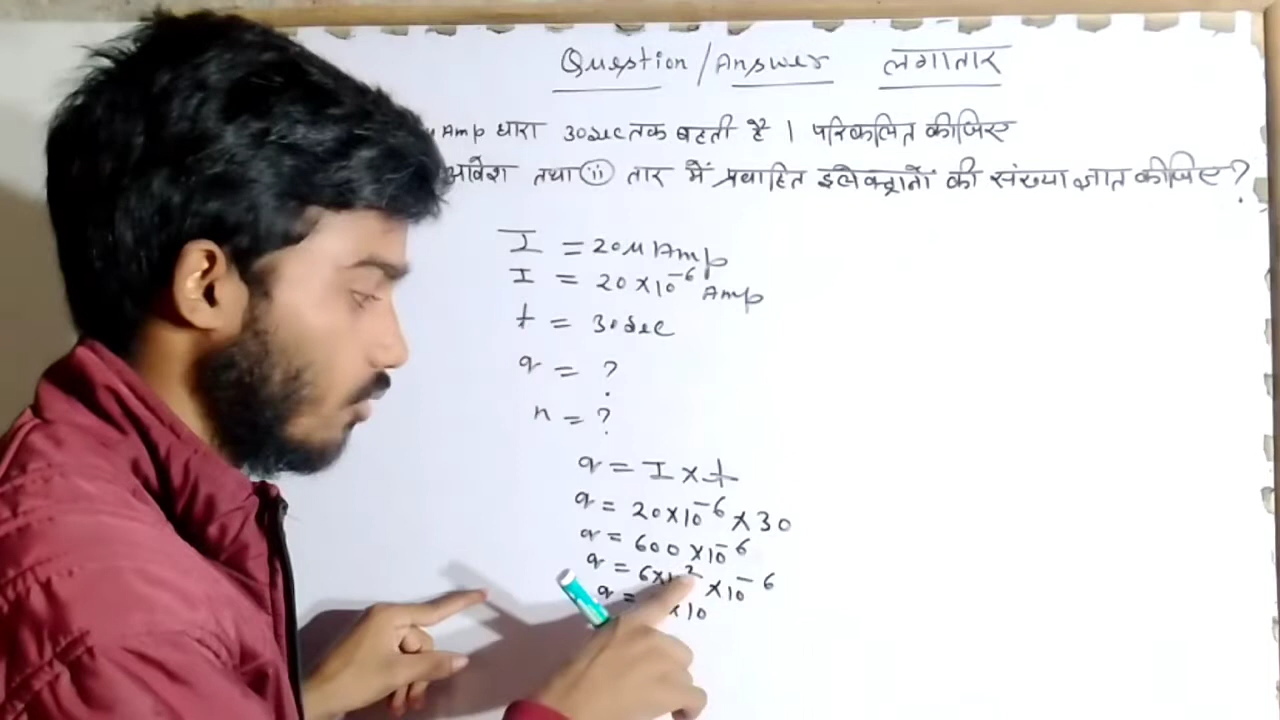 Question / Answer लगातार
Amp धारा 30sec तक बहती है । परिकलित कीजिए
आवेश तथा (ii) तार में प्रवाहित इलेक्ट्रानों की संख्या ज्ञात कीजिए ?
I = 20μ Amp
I = 20×10⁻⁶ Amp
t = 30sec
q = ?
n = ?
q = I × t
q = 20×10⁻⁶ × 30
q = 600 × 10⁻⁶
q = 6× × 10⁻⁶
q = ×10